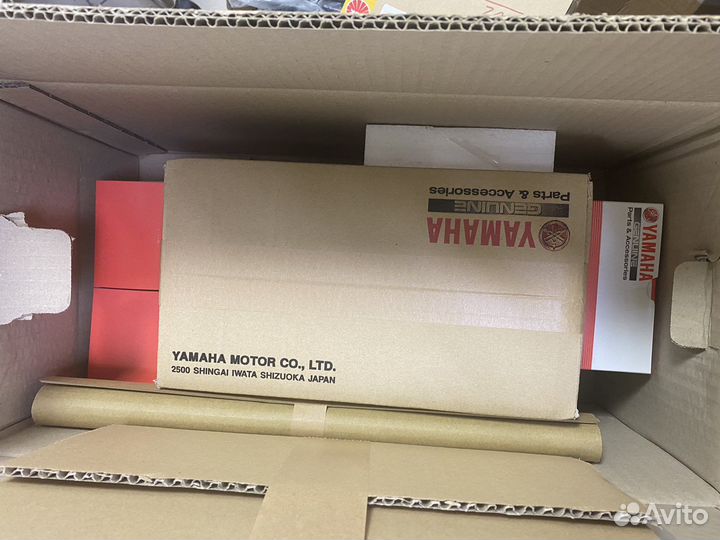 YAMAHA
GENUINE
Parts & Accessories
YAMAHA
GENUINE
Parts & Accessories
YAMAHA MOTOR CO., LTD.
2500 SHINGAI IWATA SHIZUOKA JAPAN
Avito